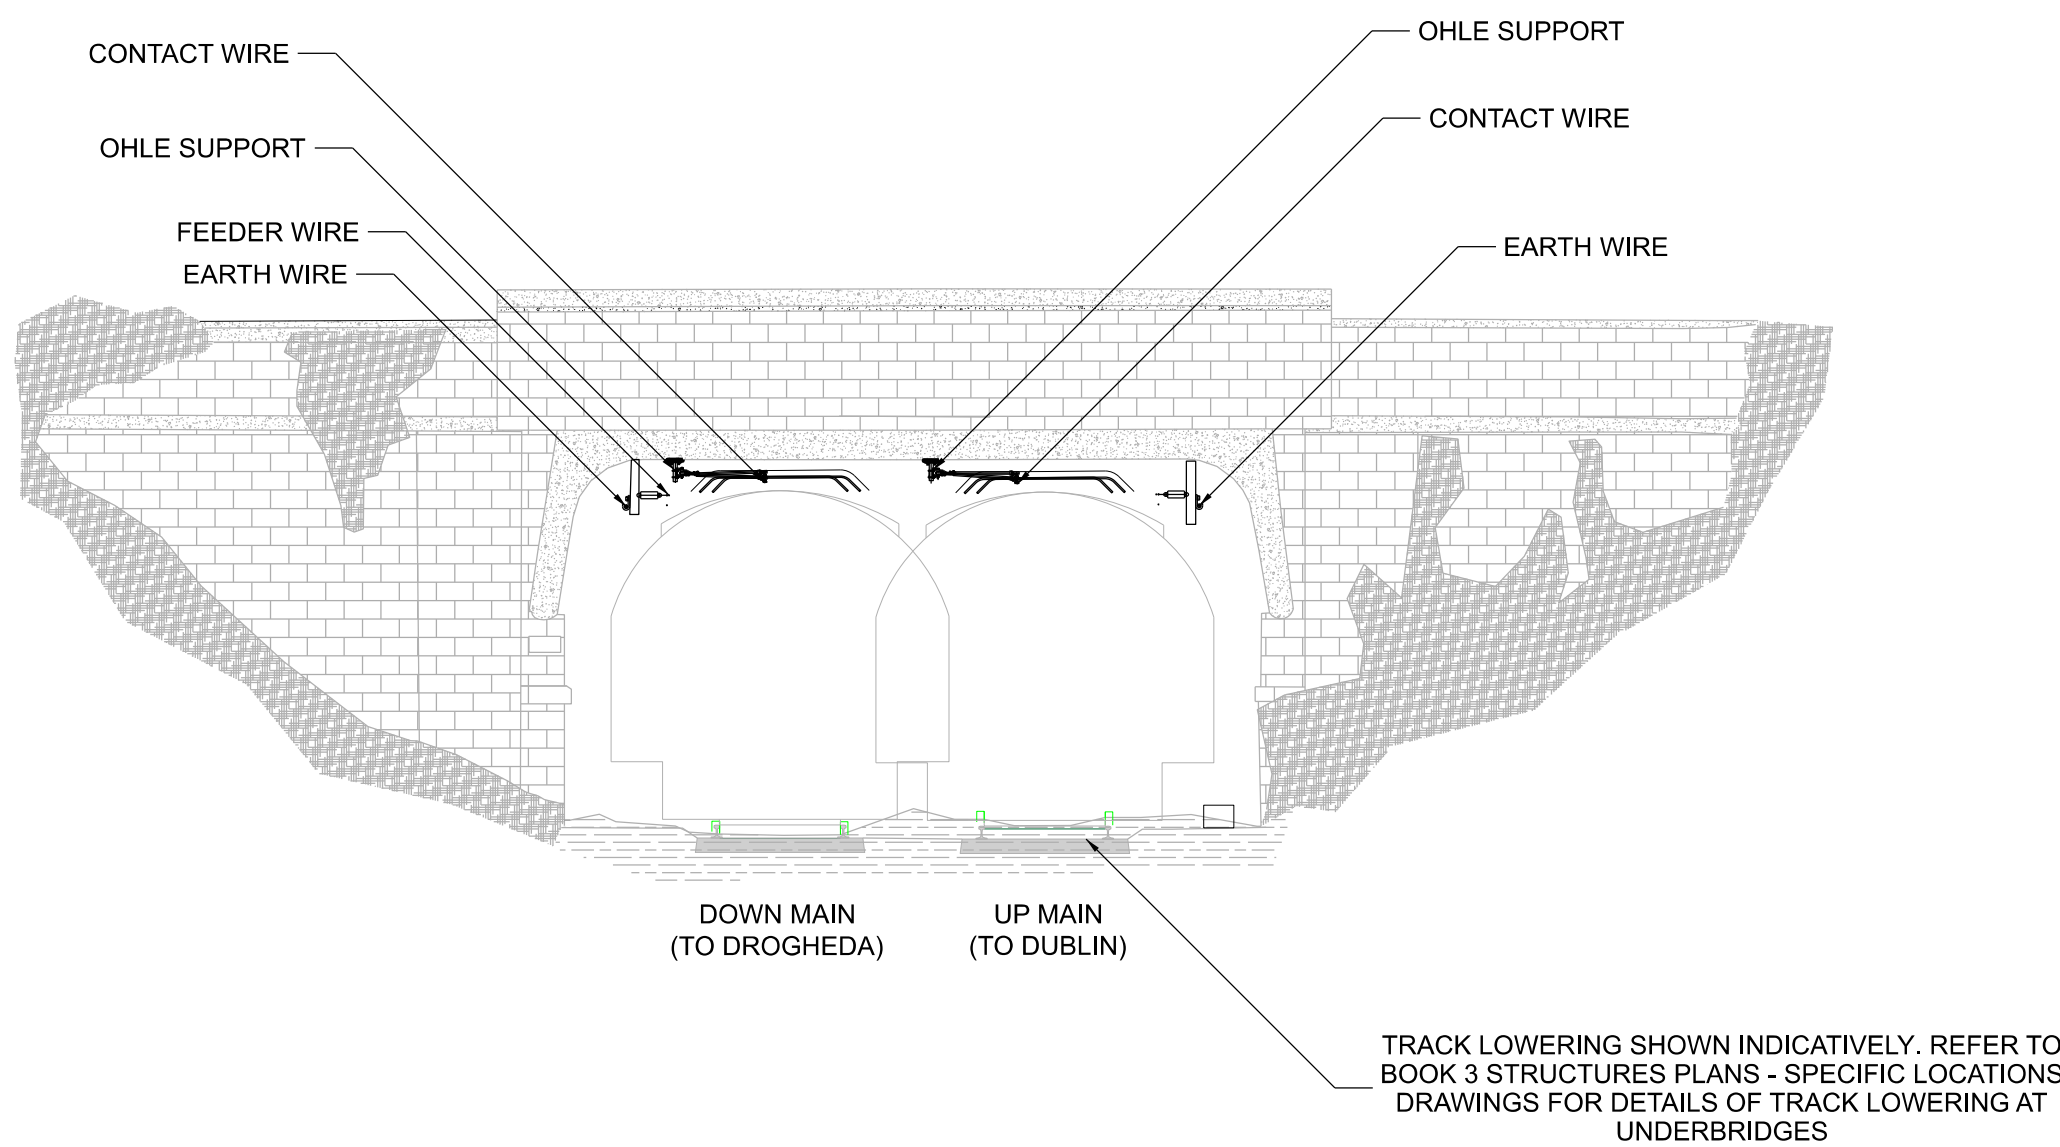 CONTACT WIRE
OHLE SUPPORT
FEEDER WIRE
EARTH WIRE
OHLE SUPPORT
CONTACT WIRE
EARTH WIRE
DOWN MAIN
(TO DROGHEDA)
UP MAIN
(TO DUBLIN)
TRACK LOWERING SHOWN INDICATIVELY. REFER TO
BOOK 3 STRUCTURES PLANS - SPECIFIC LOCATIONS
DRAWINGS FOR DETAILS OF TRACK LOWERING AT
UNDERBRIDGES